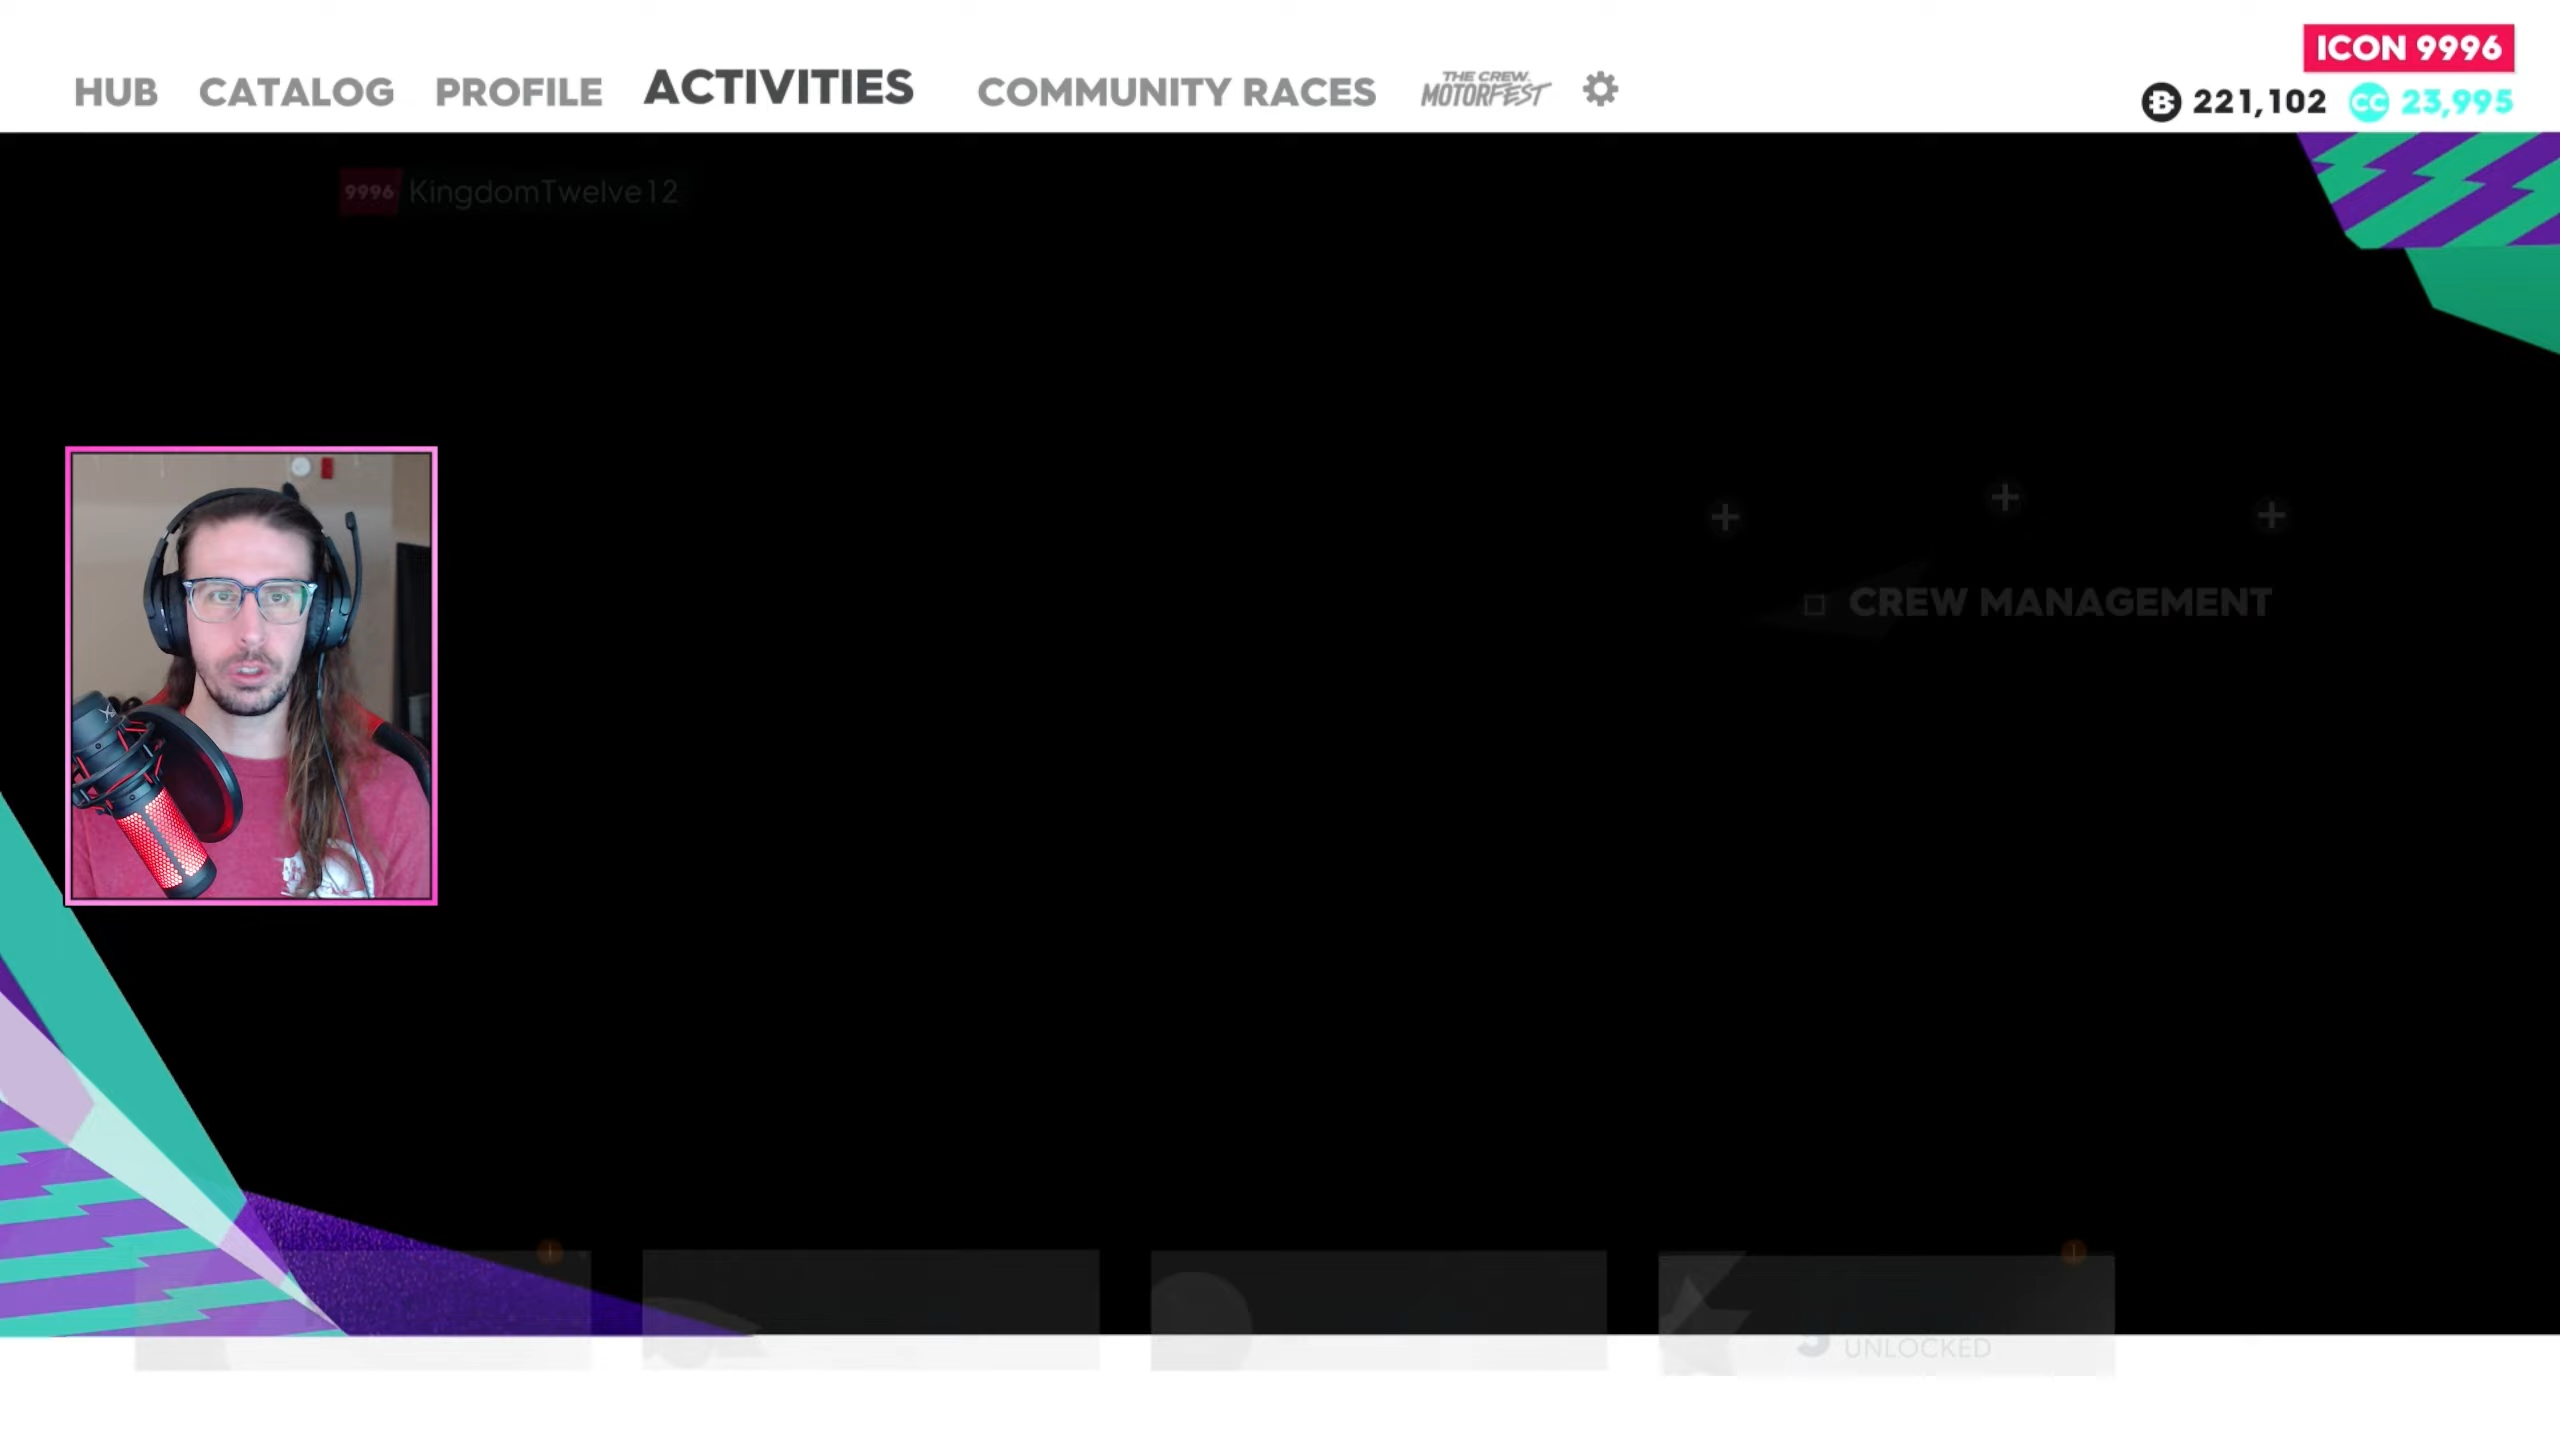 ICON 9996
HUB CATALOG PROFILE ACTIVITIES COMMUNITY RACES THE CREW MOTORFEST
221,102 CC 23,995
9996 KingdomTwelve12
CREW MANAGEMENT
UNLOCKED